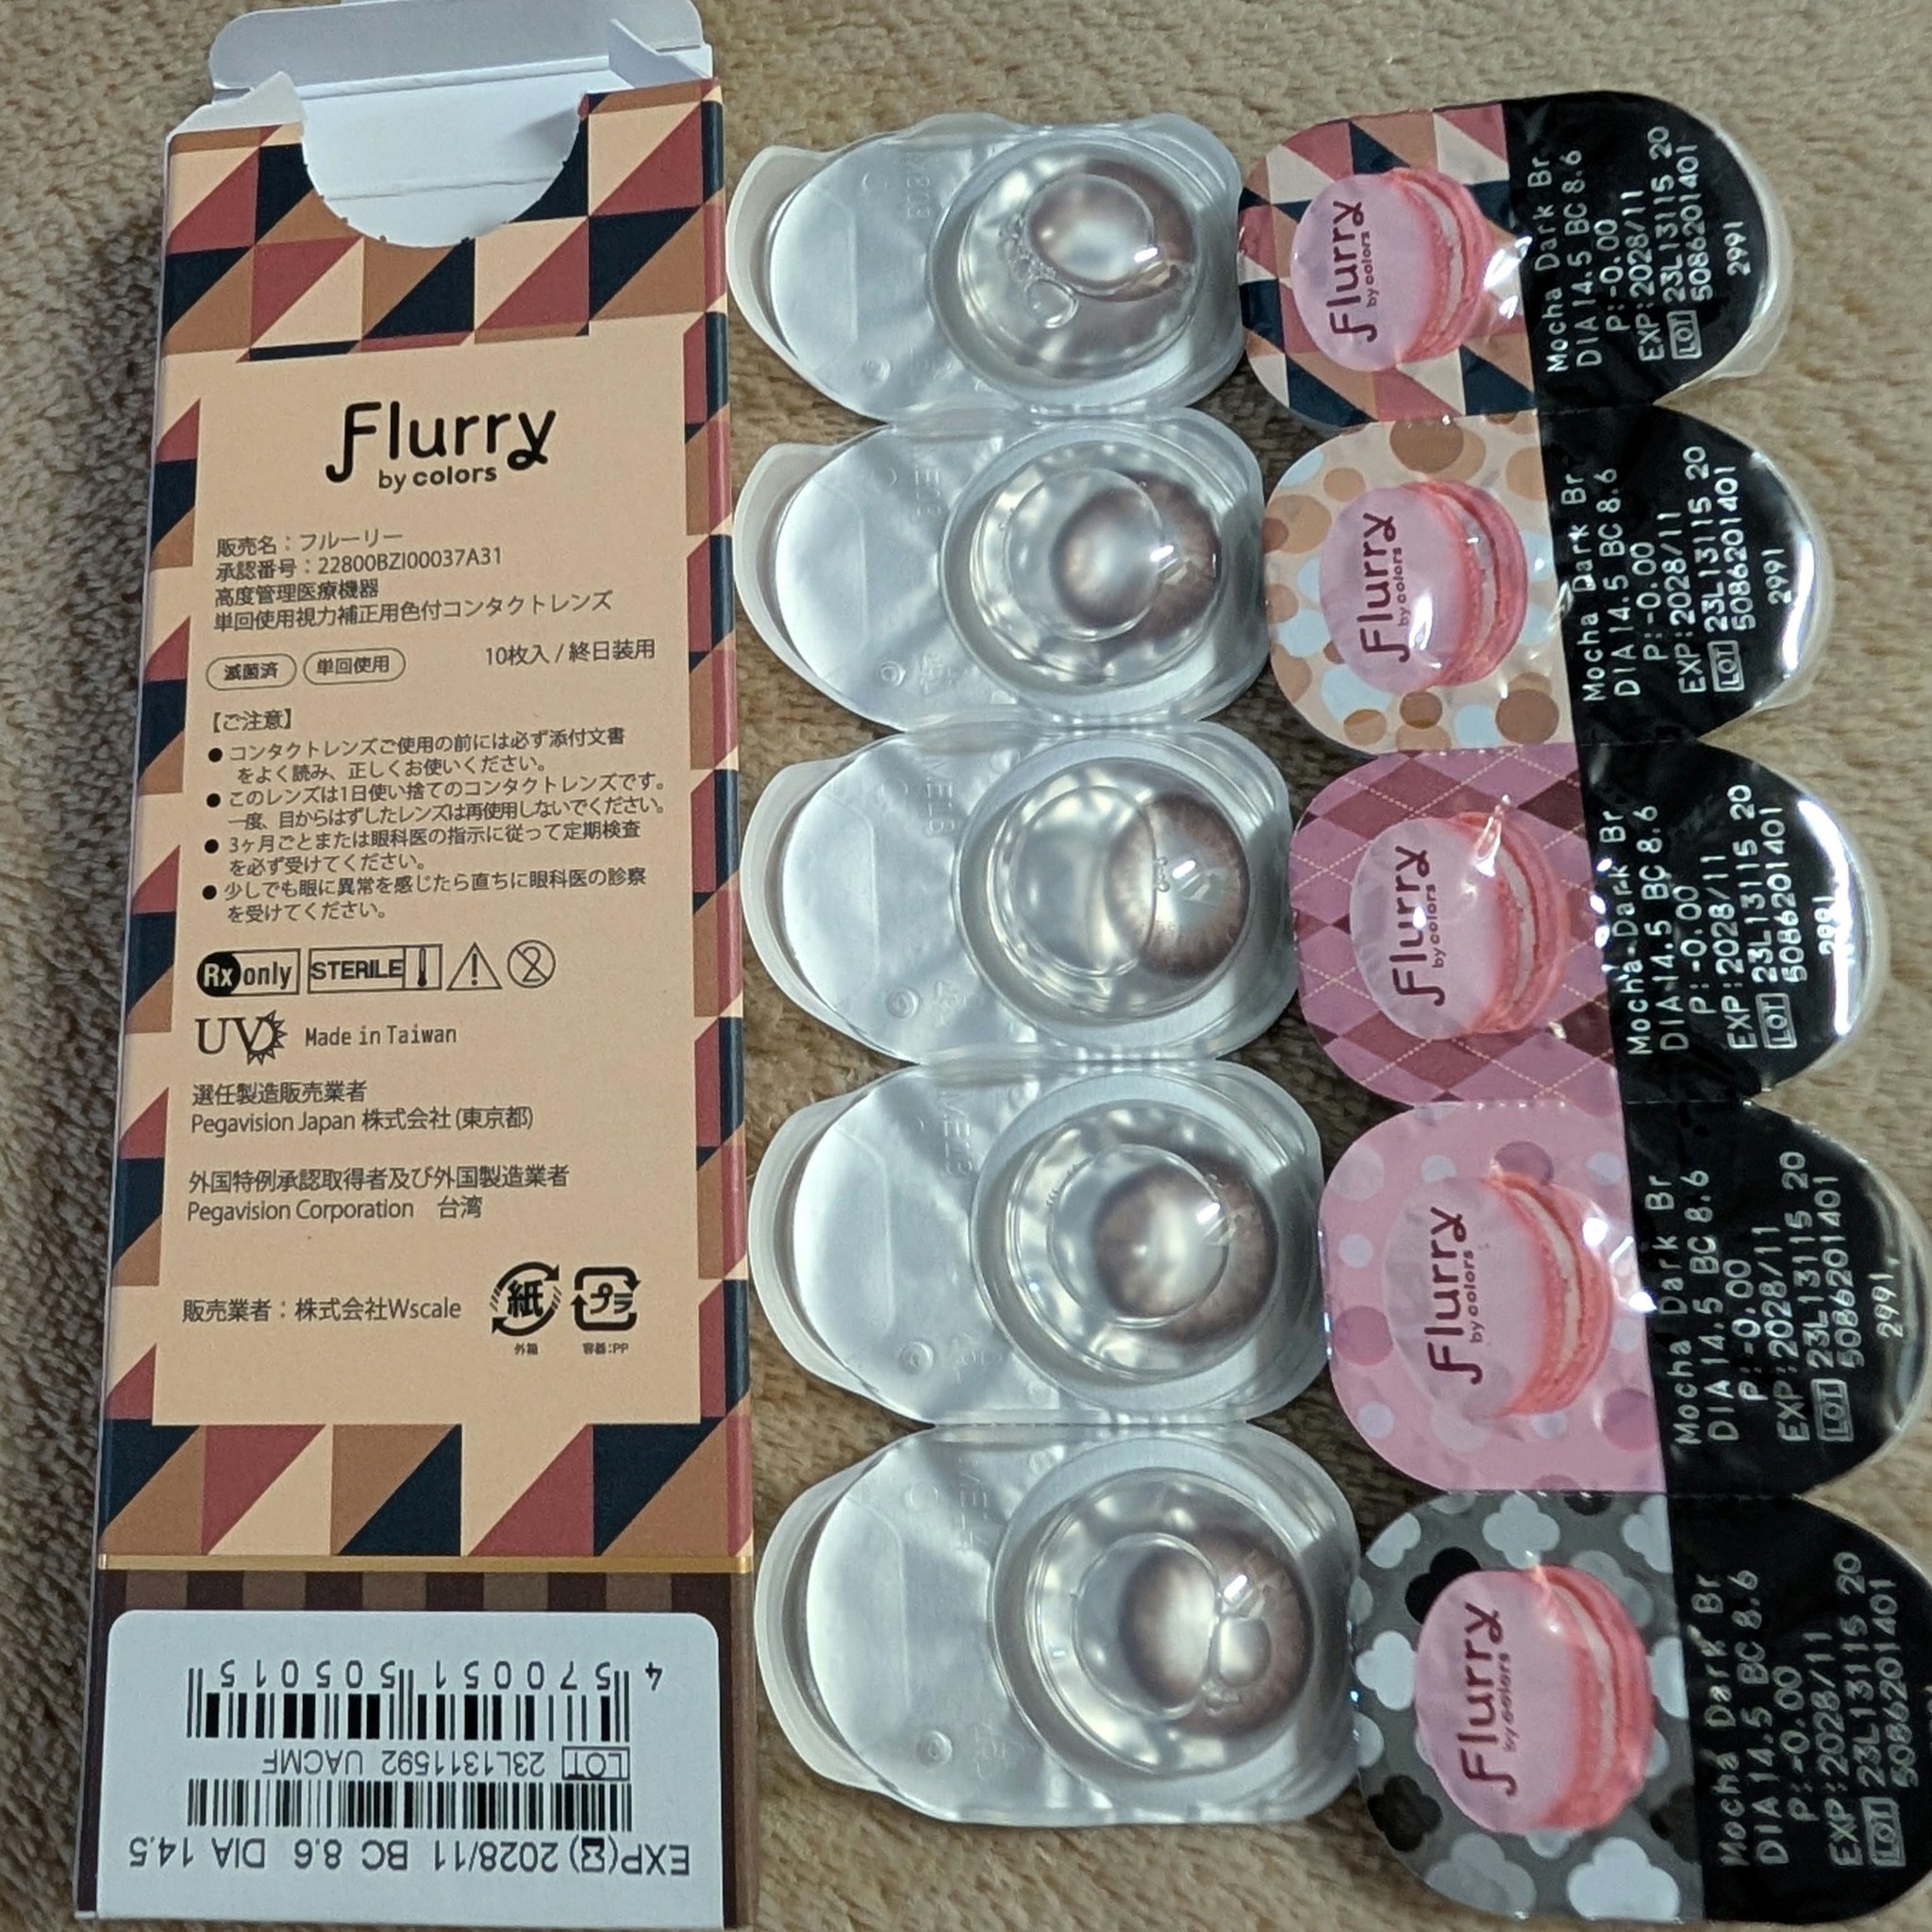 Flurry
by colors
販売名：フルーリー
承認番号：22800BZI00037A31
高度管理医療機器
単回使用視力補正用色付コンタクトレンズ
滅菌済 単回使用 10枚入 / 終日装用
【ご注意】
● コンタクトレンズご使用の前には必ず添付文書
をよく読み、正しくお使いください。
● このレンズは1日使い捨てのコンタクトレンズです。
一度、目からはずしたレンズは再使用しないでください。
● 3ヶ月ごとまたは眼科医の指示に従って定期検査
を必ず受けてください。
● 少しでも眼に異常を感じたら直ちに眼科医の診察
を受けてください。
Rx only STERILE
UV Made in Taiwan
選任製造販売業者
Pegavision Japan 株式会社 (東京都)
外国特例承認取得者及び外国製造業者
Pegavision Corporation 台湾
販売業者：株式会社Wscale
紙 プラ
外箱 容器:PP
EXP(⌛) 2028/11 BC 8.6 DIA 14.5
LOT 23L1311592 UACMF
4 570051 505015
Flurry
by colors
Mocha Dark Br
DIA 14.5 BC 8.6
P:-0.00
EXP:2028/11
LOT 23L13115 20
5086201401
2991
Flurry
by colors
Mocha Dark Br
DIA 14.5 BC 8.6
P:-0.00
EXP:2028/11
LOT 23L13115 20
5086201401
2991
Flurry
by colors
Mocha Dark Br
DIA 14.5 BC 8.6
P:-0.00
EXP:2028/11
LOT 23L13115 20
5086201401
2991
Flurry
by colors
Mocha Dark Br
DIA 14.5 BC 8.6
P:-0.00
EXP:2028/11
LOT 23L13115 20
5086201401
2991
Flurry
by colors
Mocha Dark Br
DIA 14.5 BC 8.6
P:-0.00
EXP:2028/11
LOT 23L13115 20
5086201401